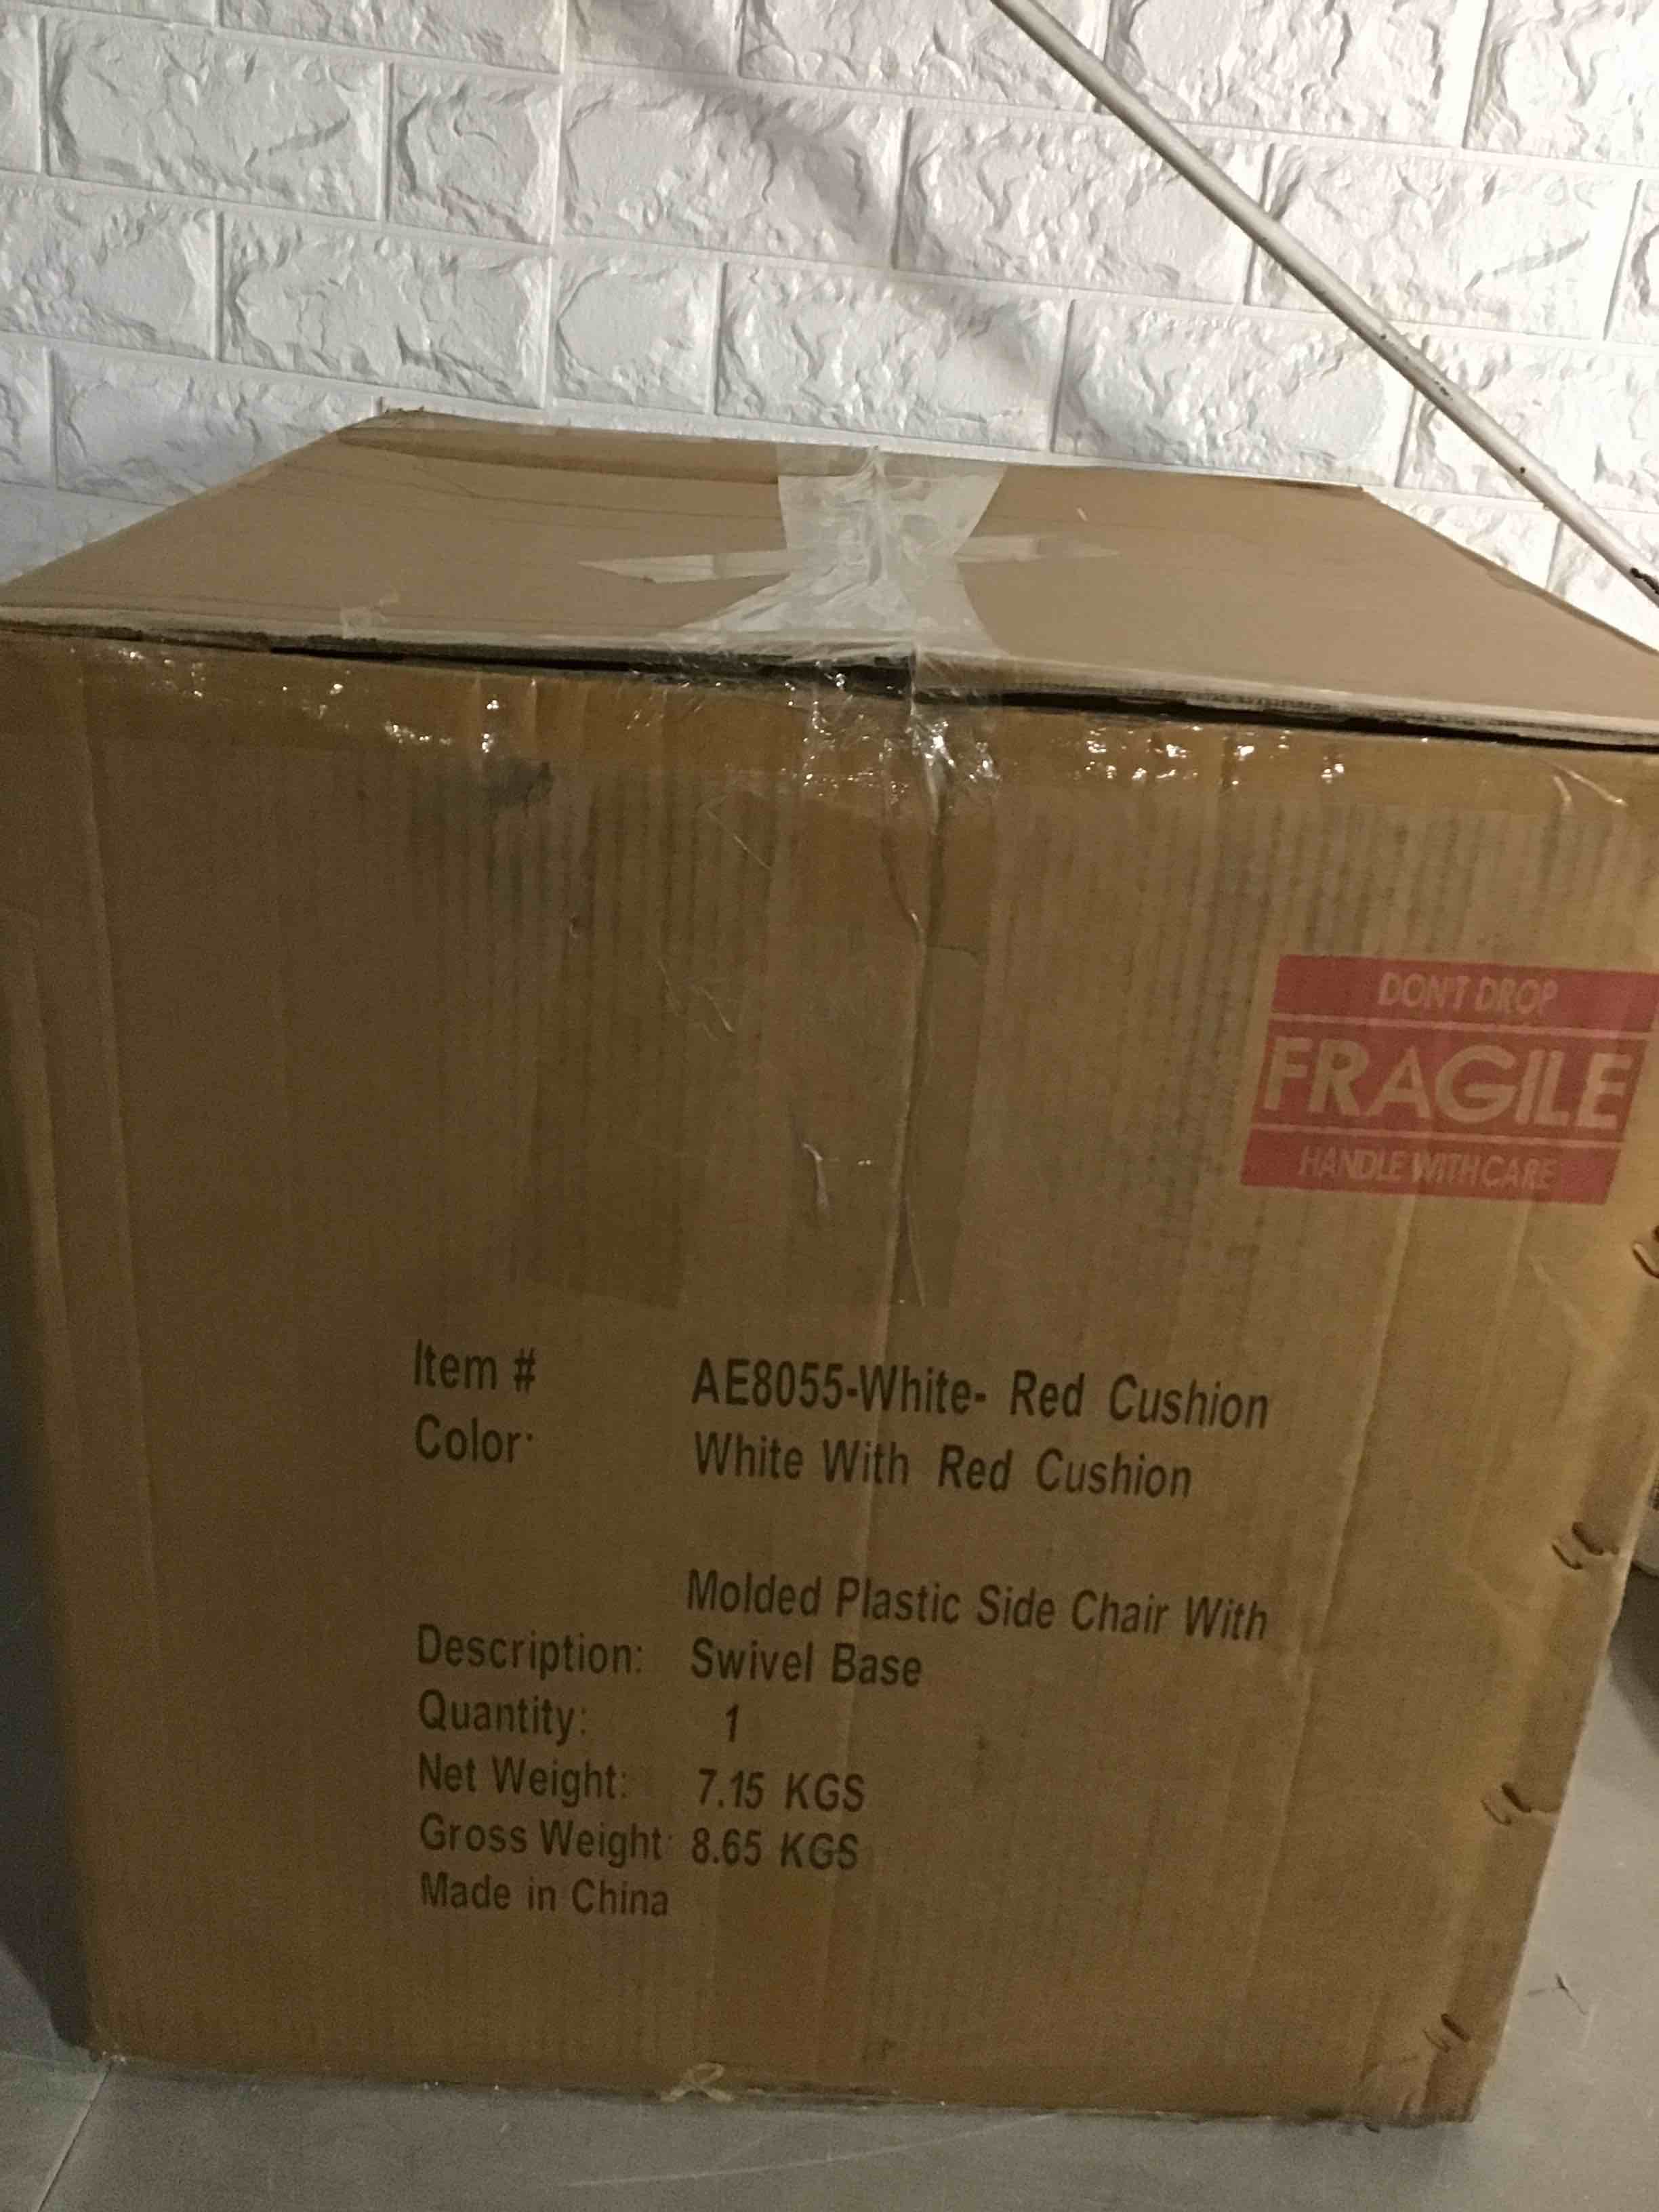 DON'T DROP
FRAGILE
HANDLE WITH CARE
Item # AE8055-White- Red Cushion
Color: White With Red Cushion
Molded Plastic Side Chair With
Description: Swivel Base
Quantity: 1
Net Weight: 7.15 KGS
Gross Weight: 8.65 KGS
Made in China